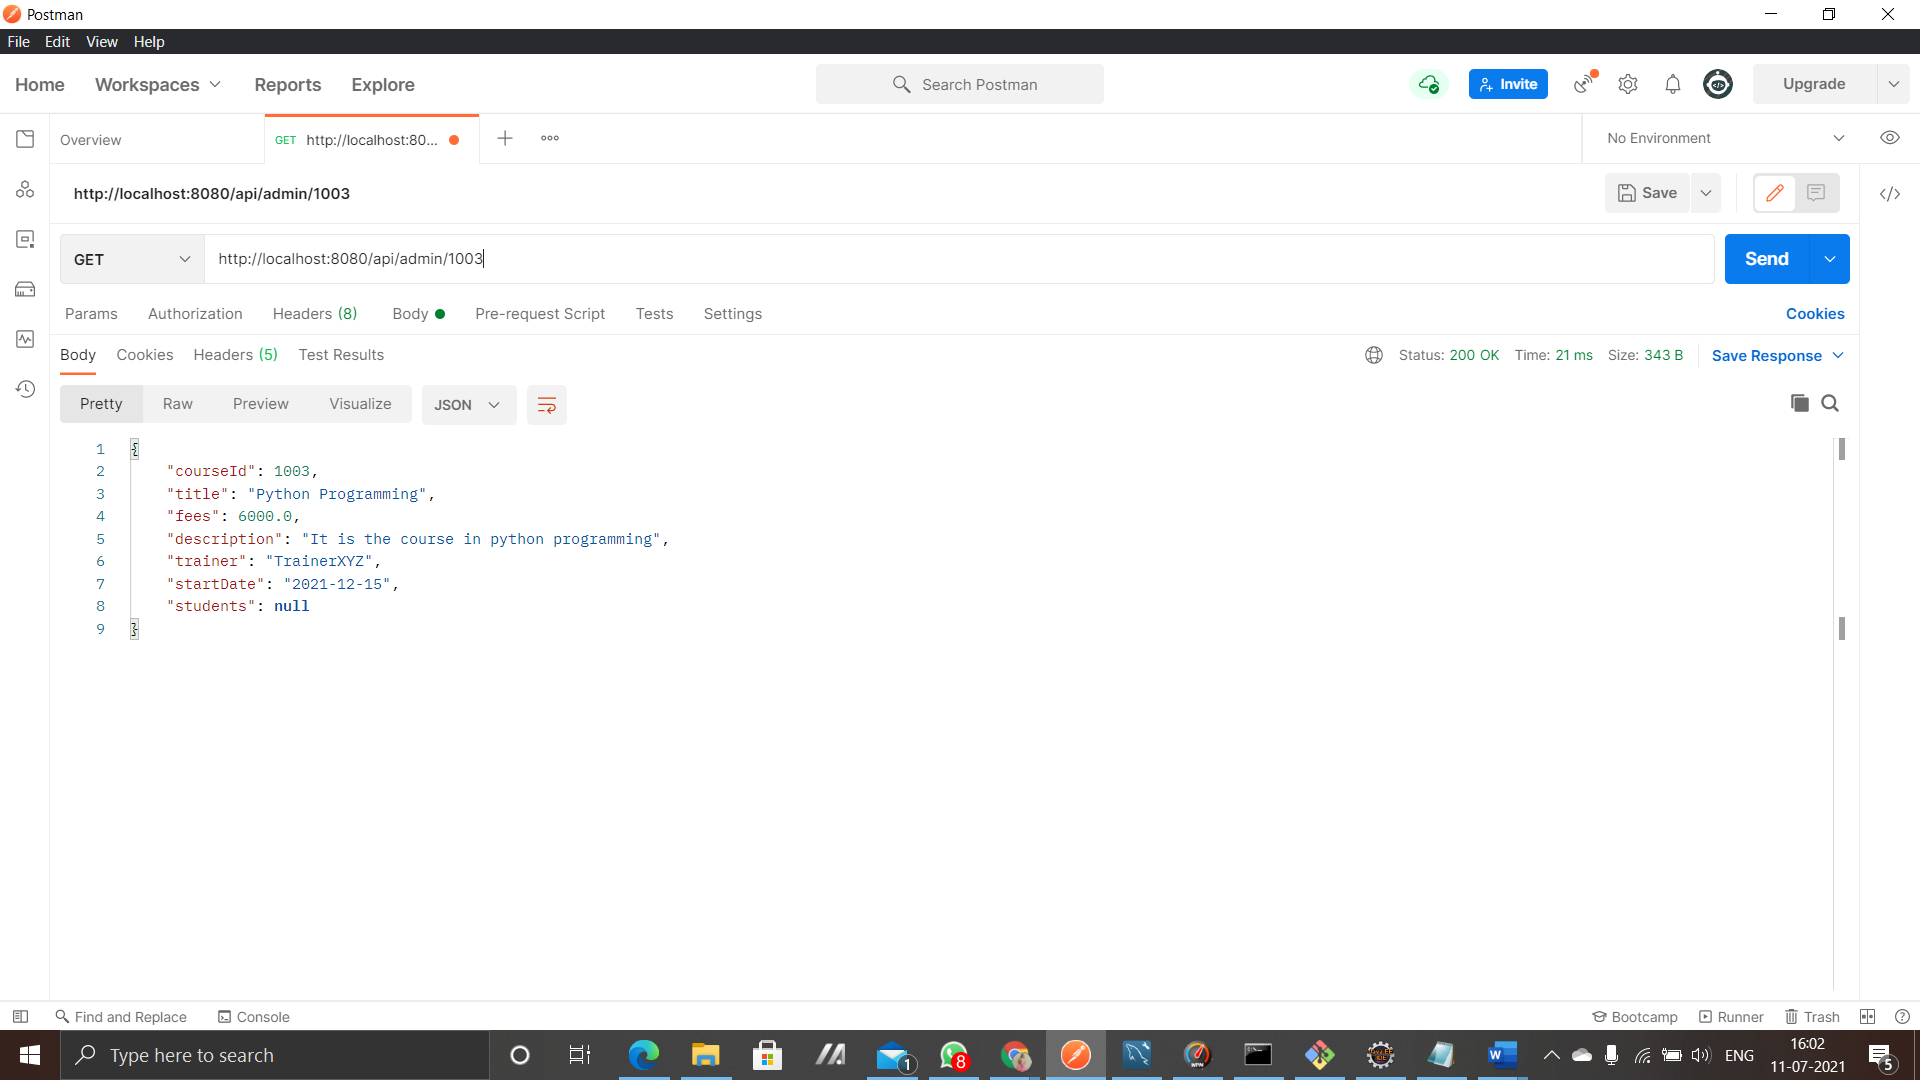 Postman
File Edit View Help
Home Workspaces Reports Explore Search Postman Invite Upgrade
Overview GET http://localhost:80... No Environment
http://localhost:8080/api/admin/1003 Save
GET http://localhost:8080/api/admin/1003 Send
Params Authorization Headers (8) Body Pre-request Script Tests Settings Cookies
Body Cookies Headers (5) Test Results Status: 200 OK Time: 21 ms Size: 343 B Save Response
Pretty Raw Preview Visualize JSON
1 {
2 "courseId": 1003,
3 "title": "Python Programming",
4 "fees": 6000.0,
5 "description": "It is the course in python programming",
6 "trainer": "TrainerXYZ",
7 "startDate": "2021-12-15",
8 "students": null
9 }
Find and Replace Console Bootcamp Runner Trash
Type here to search 1 8 ENG 16:02
11-07-2021 5